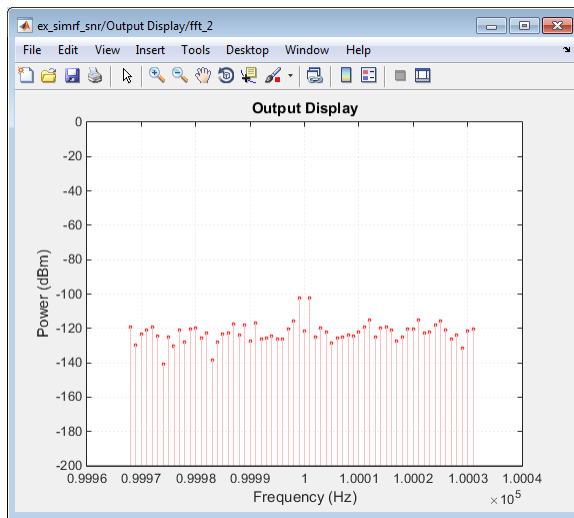 ex_simrf_snr/Output Display/fft_2
File Edit View Insert Tools Desktop Window Help
Output Display
0
-20
-40
-60
-80
-100
-120
-140
-160
-180
-200
Power (dBm)
0.9996 0.9997 0.9998 0.9999 1 1.0001 1.0002 1.0003 1.0004
Frequency (Hz)
×10⁵